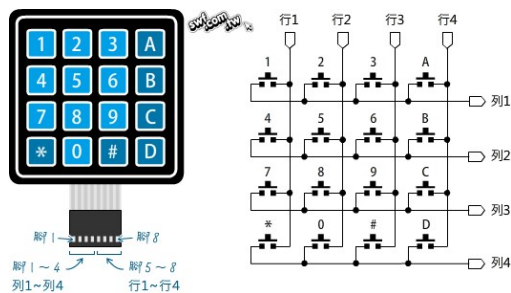 swf.com.tw
1 2 3 A
4 5 6 B
7 8 9 C
* 0 # D
腳1
腳8
腳1~4
列1~列4
腳5~8
行1~行4
行1 行2 行3 行4
1 2 3 A
列1
4 5 6 B
列2
7 8 9 C
列3
* 0 # D
列4